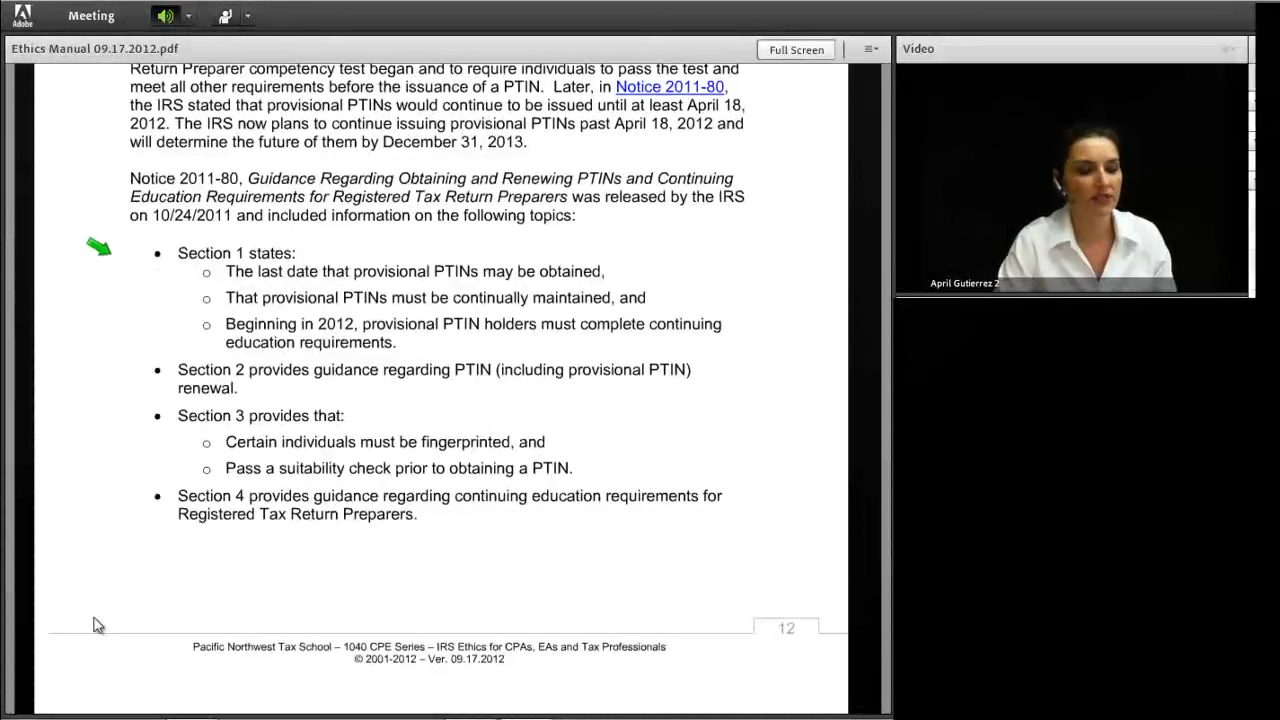 Adobe
Meeting
Ethics Manual 09.17.2012.pdf
Full Screen
Video
Return Preparer competency test began and to require individuals to pass the test and
meet all other requirements before the issuance of a PTIN. Later, in Notice 2011-80,
the IRS stated that provisional PTINs would continue to be issued until at least April 18,
2012. The IRS now plans to continue issuing provisional PTINs past April 18, 2012 and
will determine the future of them by December 31, 2013.
Notice 2011-80, Guidance Regarding Obtaining and Renewing PTINs and Continuing
Education Requirements for Registered Tax Return Preparers was released by the IRS
on 10/24/2011 and included information on the following topics:
• Section 1 states:
o The last date that provisional PTINs may be obtained,
o That provisional PTINs must be continually maintained, and
o Beginning in 2012, provisional PTIN holders must complete continuing
education requirements.
• Section 2 provides guidance regarding PTIN (including provisional PTIN)
renewal.
• Section 3 provides that:
o Certain individuals must be fingerprinted, and
o Pass a suitability check prior to obtaining a PTIN.
• Section 4 provides guidance regarding continuing education requirements for
Registered Tax Return Preparers.
12
Pacific Northwest Tax School – 1040 CPE Series – IRS Ethics for CPAs, EAs and Tax Professionals
© 2001-2012 – Ver. 09.17.2012
April Gutierrez 2